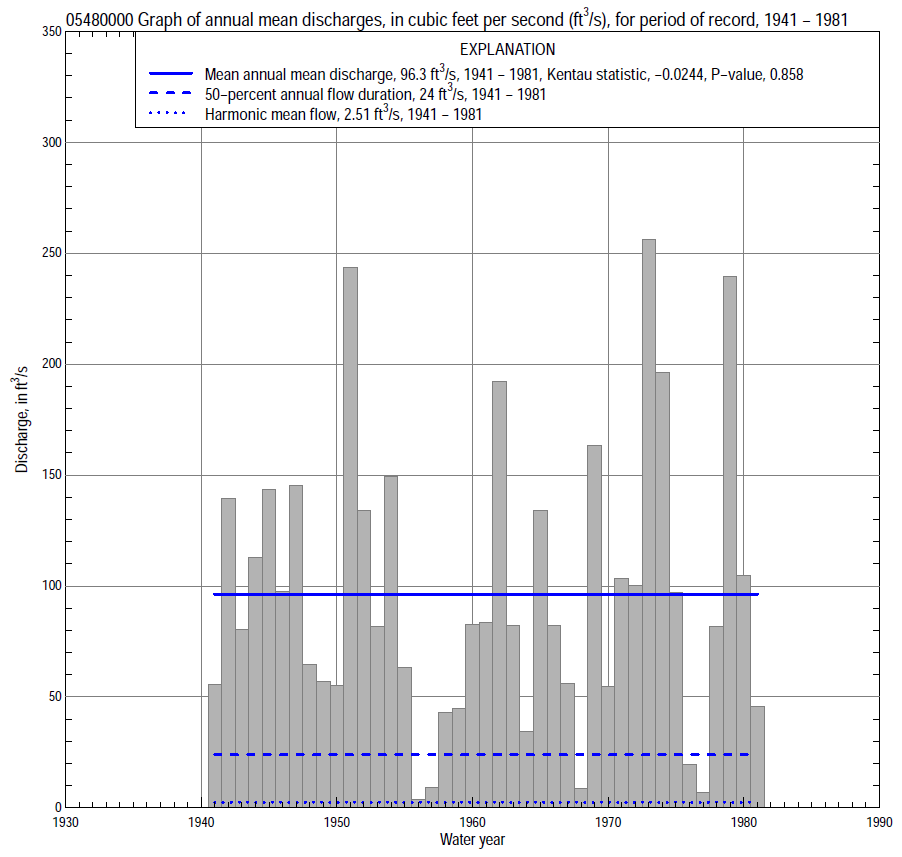 05480000 Graph of annual mean discharges, in cubic feet per second (ft³/s), for period of record, 1941 – 1981
EXPLANATION
Mean annual mean discharge, 96.3 ft³/s, 1941 – 1981, Kentau statistic, –0.0244, P–value, 0.858
50–percent annual flow duration, 24 ft³/s, 1941 – 1981
Harmonic mean flow, 2.51 ft³/s, 1941 – 1981
350
300
250
200
150
100
50
0
Discharge, in ft³/s
1930 1940 1950 1960 1970 1980 1990
Water year